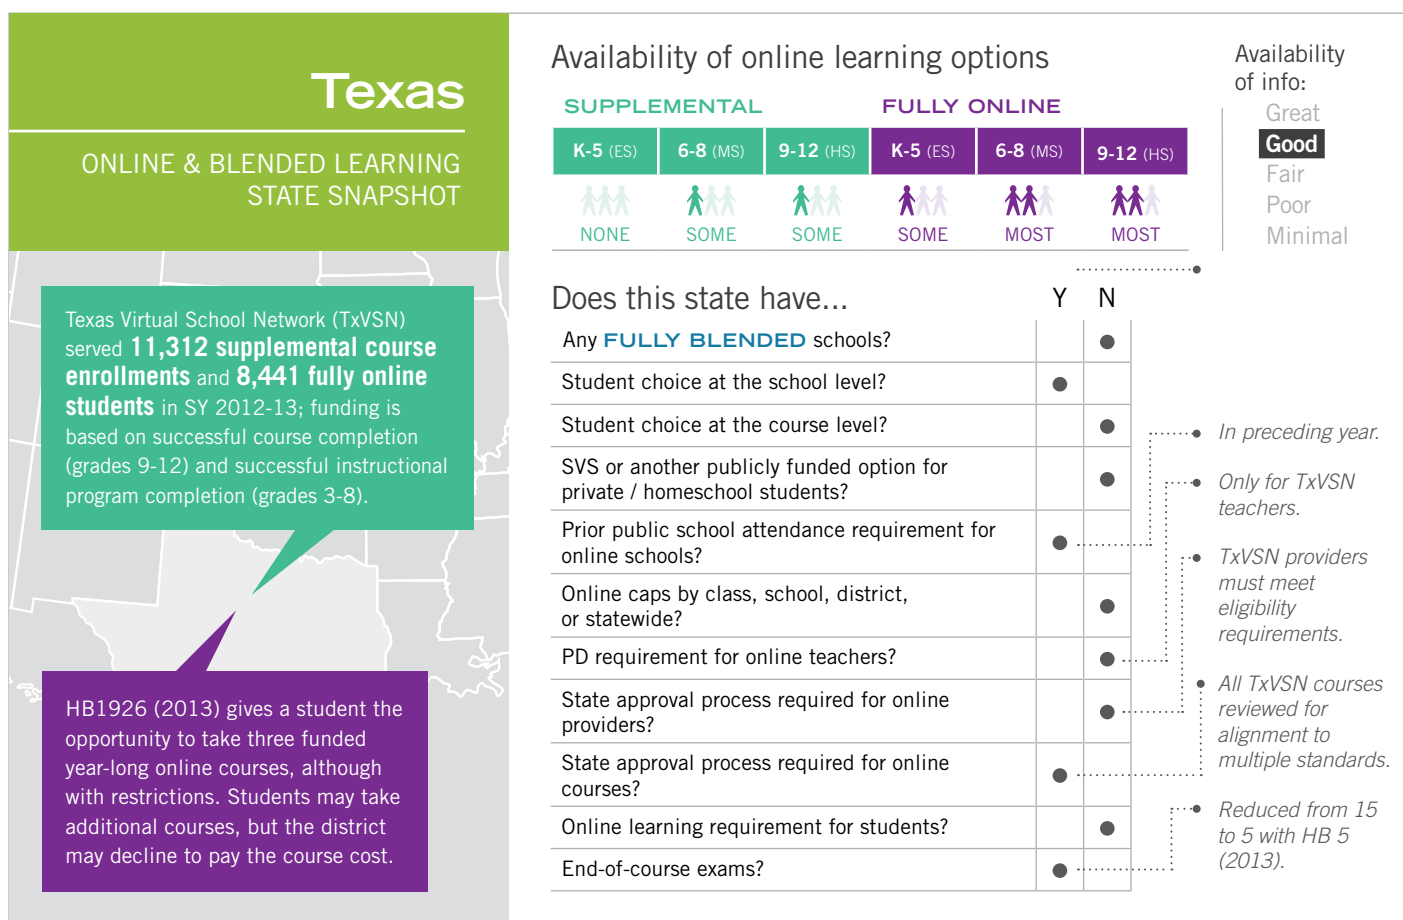 Texas
ONLINE & BLENDED LEARNING
STATE SNAPSHOT
Texas Virtual School Network (TxVSN)
served 11,312 supplemental course
enrollments and 8,441 fully online
students in SY 2012-13; funding is
based on successful course completion
(grades 9-12) and successful instructional
program completion (grades 3-8).
HB1926 (2013) gives a student the
opportunity to take three funded
year-long online courses, although
with restrictions. Students may take
additional courses, but the district
may decline to pay the course cost.
Availability of online learning options
SUPPLEMENTAL FULLY ONLINE
K-5 (ES) 6-8 (MS) 9-12 (HS) K-5 (ES) 6-8 (MS) 9-12 (HS)
NONE SOME SOME SOME MOST MOST
Availability
of info:
Great
Good
Fair
Poor
Minimal
Does this state have... Y N
Any FULLY BLENDED schools?
Student choice at the school level?
Student choice at the course level?
SVS or another publicly funded option for
private / homeschool students?
Prior public school attendance requirement for
online schools?
Online caps by class, school, district,
or statewide?
PD requirement for online teachers?
State approval process required for online
providers?
State approval process required for online
courses?
Online learning requirement for students?
End-of-course exams?
In preceding year.
Only for TxVSN
teachers.
TxVSN providers
must meet
eligibility
requirements.
All TxVSN courses
reviewed for
alignment to
multiple standards.
Reduced from 15
to 5 with HB 5
(2013).